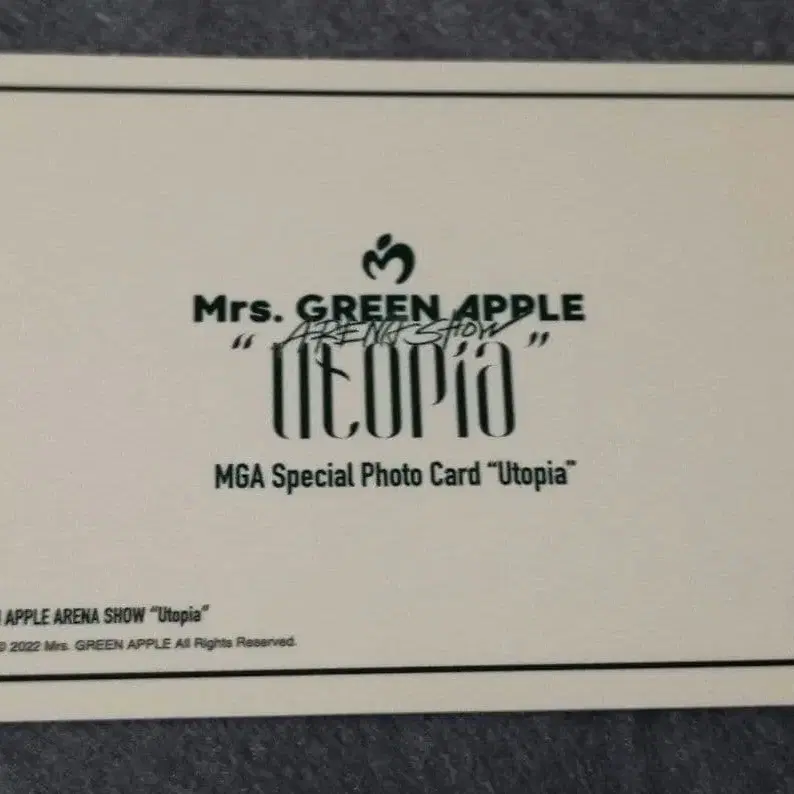 Mrs. GREEN APPLE
ARENA SHOW
“Utopia”
MGA Special Photo Card “Utopia”
APPLE ARENA SHOW “Utopia”
© 2022 Mrs. GREEN APPLE All Rights Reserved.